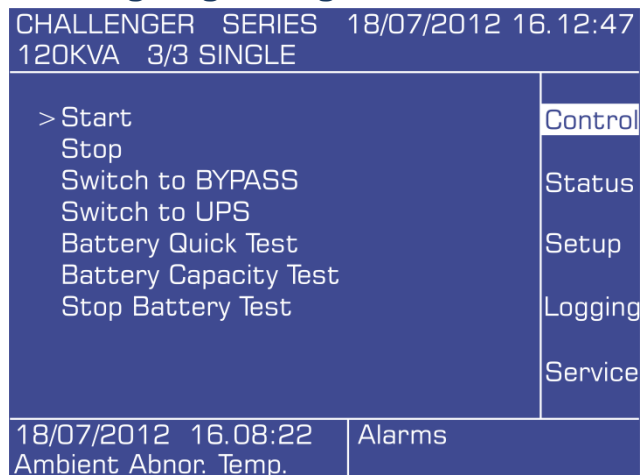 CHALLENGER SERIES 18/07/2012 16.12:47
120KVA 3/3 SINGLE
> Start
Stop
Switch to BYPASS
Switch to UPS
Battery Quick Test
Battery Capacity Test
Stop Battery Test
Control
Status
Setup
Logging
Service
18/07/2012 16.08:22
Ambient Abnor. Temp.
Alarms